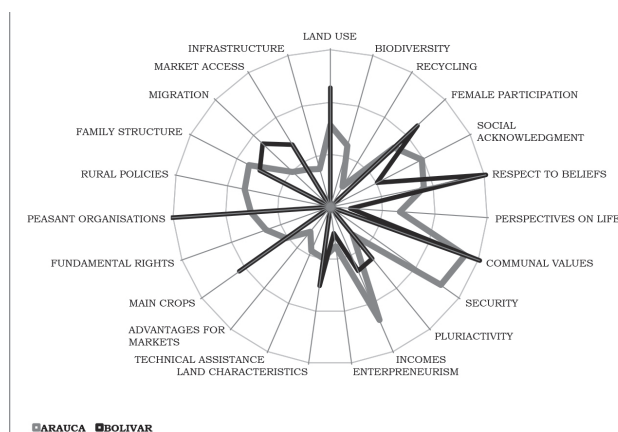 LAND USE
INFRASTRUCTURE
BIODIVERSITY
MARKET ACCESS
RECYCLING
MIGRATION
FEMALE PARTICIPATION
FAMILY STRUCTURE
SOCIAL
ACKNOWLEDGMENT
RURAL POLICIES
RESPECT TO BELIEFS
PEASANT ORGANISATIONS
PERSPECTIVES ON LIFE
FUNDAMENTAL RIGHTS
COMMUNAL VALUES
MAIN CROPS
SECURITY
ADVANTAGES FOR
MARKETS
PLURIACTIVITY
TECHNICAL ASSISTANCE
INCOMES
LAND CHARACTERISTICS
ENTERPRENEURISM
ARAUCA BOLIVAR